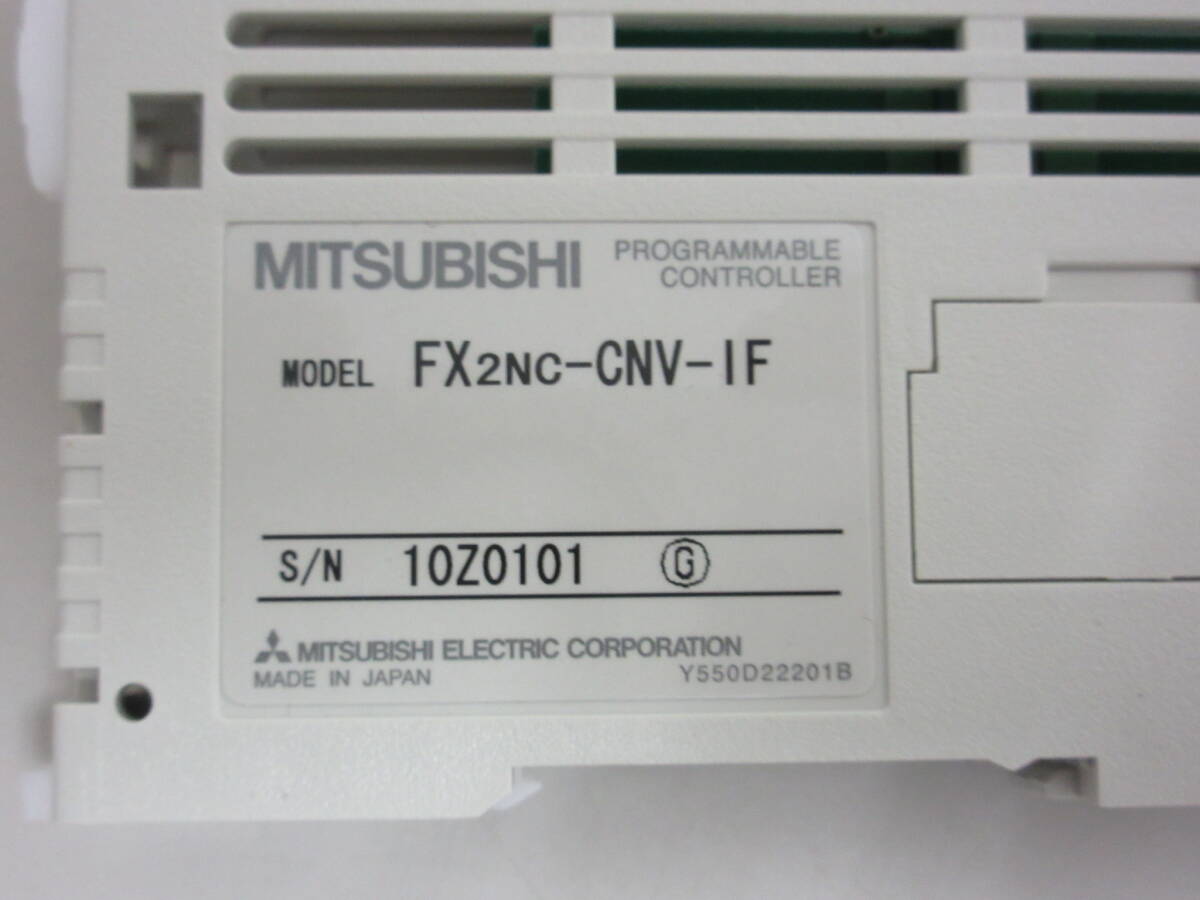 MITSUBISHI PROGRAMMABLE
CONTROLLER
MODEL FX2NC-CNV-IF
S/N 10Z0101 G
MITSUBISHI ELECTRIC CORPORATION
MADE IN JAPAN Y550D22201B